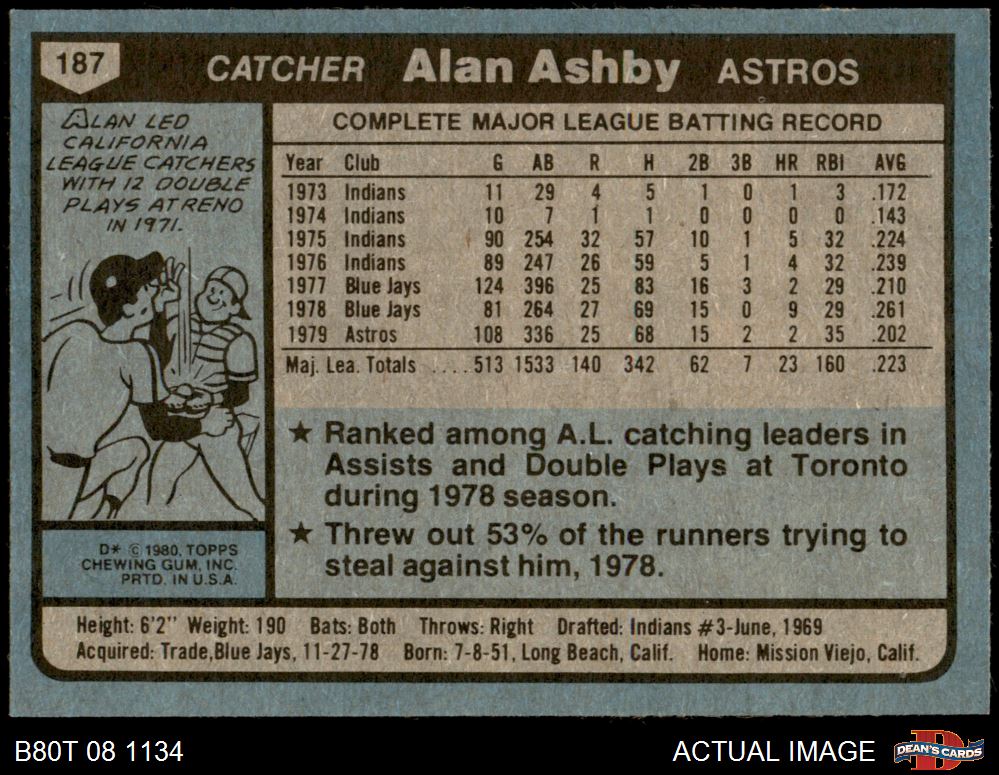 187 CATCHER Alan Ashby ASTROS
ALAN LED
CALIFORNIA
LEAGUE CATCHERS
WITH 12 DOUBLE
PLAYS AT RENO
IN 1971.
D* © 1980, TOPPS
CHEWING GUM, INC.
PRTD. IN U.S.A.
COMPLETE MAJOR LEAGUE BATTING RECORD
Year Club G AB R H 2B 3B HR RBI AVG
1973 Indians 11 29 4 5 1 0 1 3 .172
1974 Indians 10 7 1 1 0 0 0 0 .143
1975 Indians 90 254 32 57 10 1 5 32 .224
1976 Indians 89 247 26 59 5 1 4 32 .239
1977 Blue Jays 124 396 25 83 16 3 2 29 .210
1978 Blue Jays 81 264 27 69 15 0 9 29 .261
1979 Astros 108 336 25 68 15 2 2 35 .202
Maj. Lea. Totals ....513 1533 140 342 62 7 23 160 .223
★ Ranked among A.L. catching leaders in
Assists and Double Plays at Toronto
during 1978 season.
★ Threw out 53% of the runners trying to
steal against him, 1978.
Height: 6'2" Weight: 190 Bats: Both Throws: Right Drafted: Indians #3-June, 1969
Acquired: Trade,Blue Jays, 11-27-78 Born: 7-8-51, Long Beach, Calif. Home: Mission Viejo, Calif.
B80T 08 1134 ACTUAL IMAGE DEAN'S CARDS